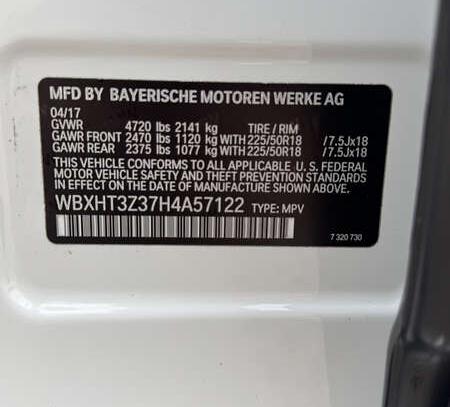 MFD BY BAYERISCHE MOTOREN WERKE AG
04/17
GVWR 4720 lbs 2141 kg TIRE / RIM
GAWR FRONT 2470 lbs 1120 kg WITH 225/50R18 /7.5Jx18
GAWR REAR 2375 lbs 1077 kg WITH 225/50R18 /7.5Jx18
THIS VEHICLE CONFORMS TO ALL APPLICABLE U. S. FEDERAL
MOTOR VEHICLE SAFETY, BUMPER, AND THEFT PREVENTION
STANDARDS IN EFFECT ON THE DATE OF MANUFACTURE SHOWN ABOVE.
WBXHT3Z37H4A57122 TYPE: MPV
7 320 730